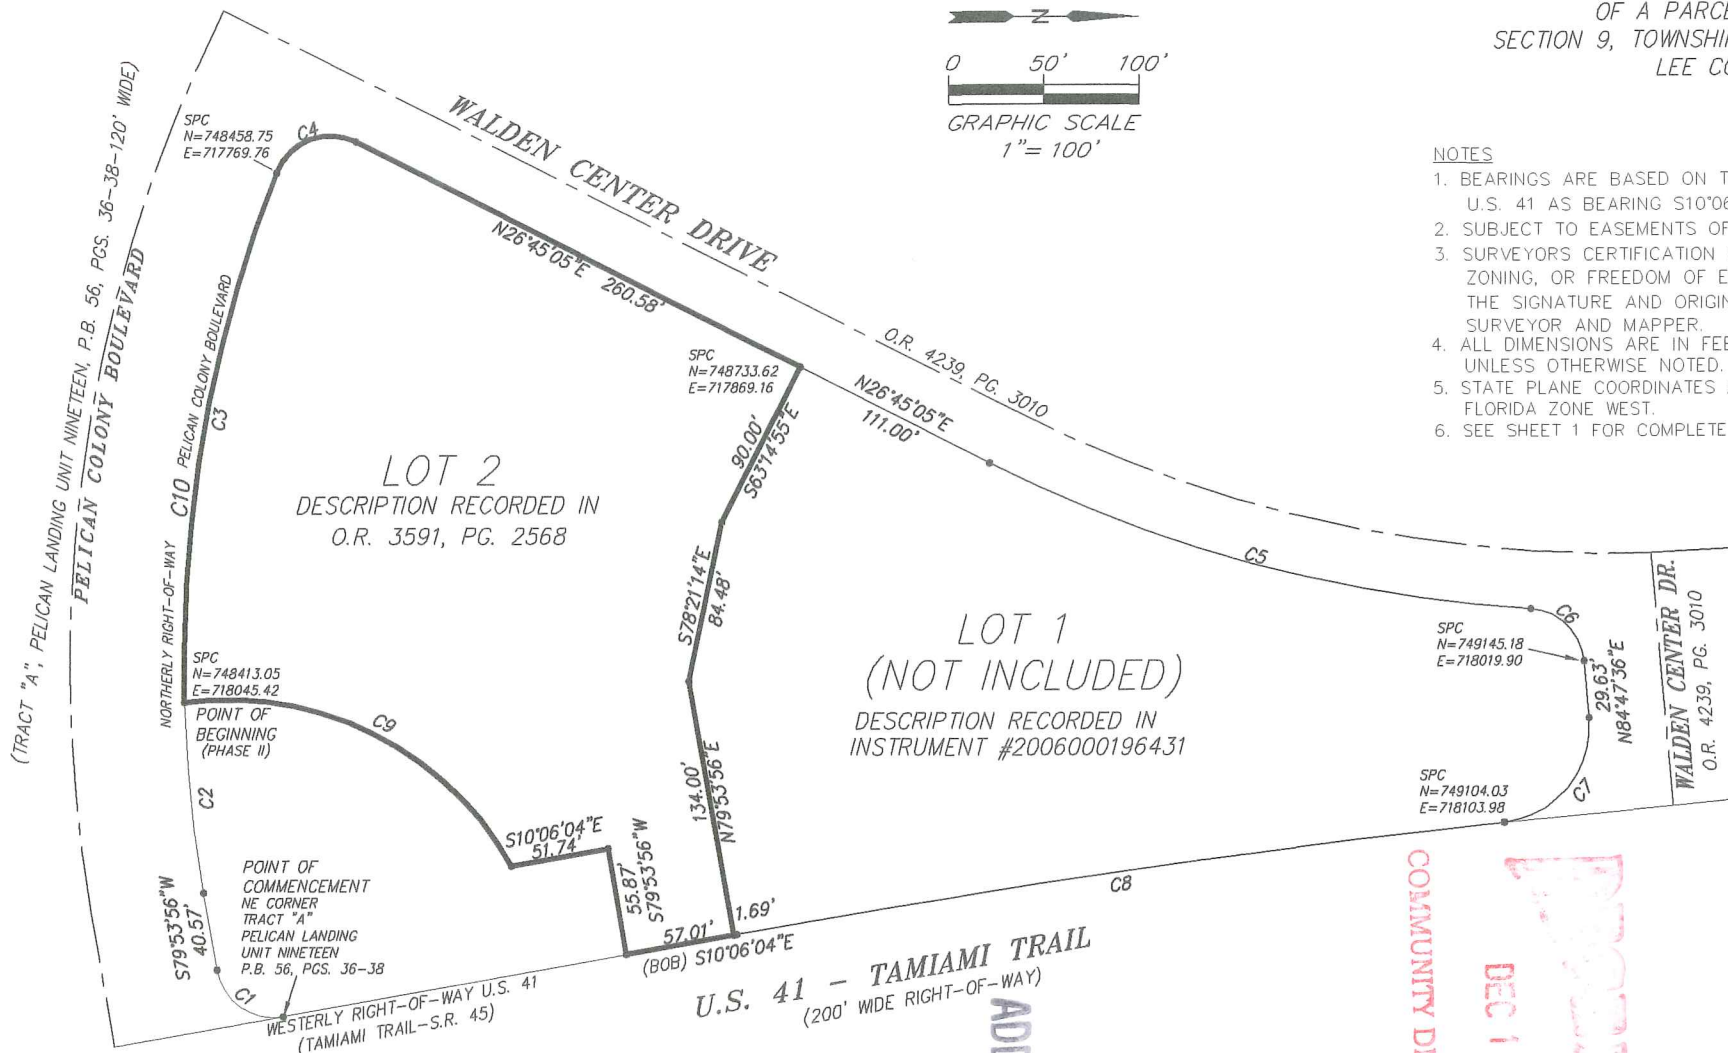 OF A PARCE
SECTION 9, TOWNSHI
LEE CO
N
0 50' 100'
GRAPHIC SCALE
1"= 100'
NOTES
1. BEARINGS ARE BASED ON T
U.S. 41 AS BEARING S10°06
2. SUBJECT TO EASEMENTS OF
3. SURVEYORS CERTIFICATION
ZONING, OR FREEDOM OF E
THE SIGNATURE AND ORIGIN
SURVEYOR AND MAPPER.
4. ALL DIMENSIONS ARE IN FEE
UNLESS OTHERWISE NOTED.
5. STATE PLANE COORDINATES
FLORIDA ZONE WEST.
6. SEE SHEET 1 FOR COMPLETE
(TRACT "A", PELICAN LANDING UNIT NINETEEN, P.B. 56, PGS. 36-38-120' WIDE)
PELICAN COLONY BOULEVARD
NORTHERLY RIGHT-OF-WAY
PELICAN COLONY BOULEVARD
C10
C3
SPC
N=748458.75
E=717769.76
C4
WALDEN CENTER DRIVE
N26°45'05"E
260.58'
O.R. 4239, PG. 3010
SPC
N=748733.62
E=717869.16
N26°45'05"E
111.00'
90.00'
S63°14'55"E
LOT 2
DESCRIPTION RECORDED IN
O.R. 3591, PG. 2568
S78°21'14"E
84.48'
C5
C6
WALDEN CENTER DR.
O.R. 4239, PG. 3010
LOT 1
(NOT INCLUDED)
DESCRIPTION RECORDED IN
INSTRUMENT #2006000196431
SPC
N=749145.18
E=718019.90
29.63'
N84°47'36"E
SPC
N=748413.05
E=718045.42
POINT OF
BEGINNING
(PHASE II)
C9
C2
134.00'
N79°53'56"E
SPC
N=749104.03
E=718103.98
C7
S10°06'04"E
51.74'
55.87'
S79°53'56"W
1.69'
C8
57.01'
(BOB) S10°06'04"E
POINT OF
COMMENCEMENT
NE CORNER
TRACT "A"
PELICAN LANDING
UNIT NINETEEN
P.B. 56, PGS. 36-38
S79°53'56"W
40.57'
C1
WESTERLY RIGHT-OF-WAY U.S. 41
(TAMIAMI TRAIL-S.R. 45)
U.S. 41 - TAMIAMI TRAIL
(200' WIDE RIGHT-OF-WAY)
DEC 1
COMMUNITY DE